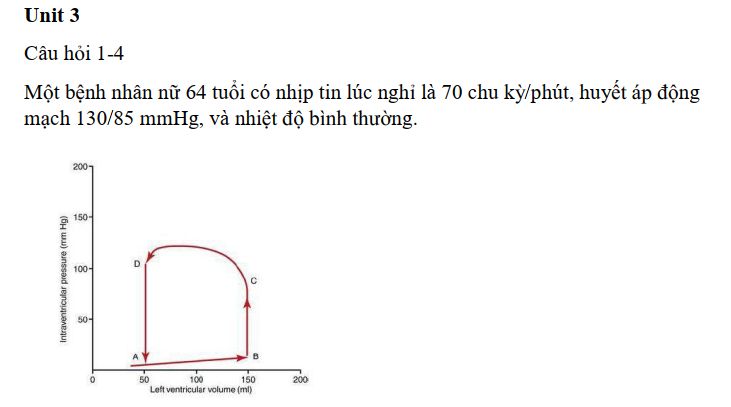 Unit 3
Câu hỏi 1-4
Một bệnh nhân nữ 64 tuổi có nhịp tin lúc nghỉ là 70 chu kỳ/phút, huyết áp động
mạch 130/85 mmHg, và nhiệt độ bình thường.
200
150
100
50
Intraventricular pressure (mm Hg)
D
C
A
B
0 50 100 150 200
Left ventricular volume (ml)